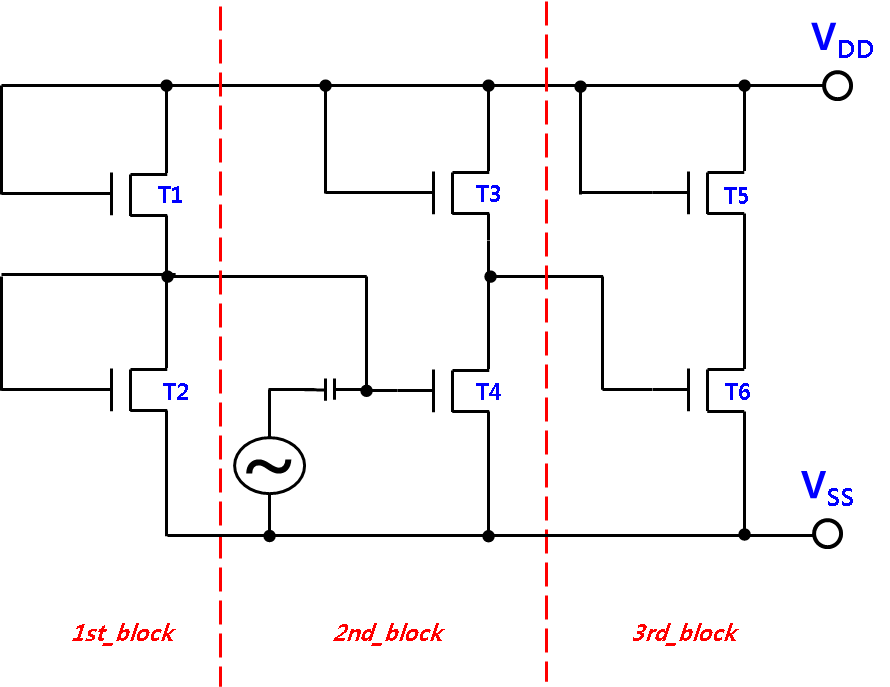 VDD
T1
T3
T5
T2
T4
T6
~
VSS
1st_block
2nd_block
3rd_block